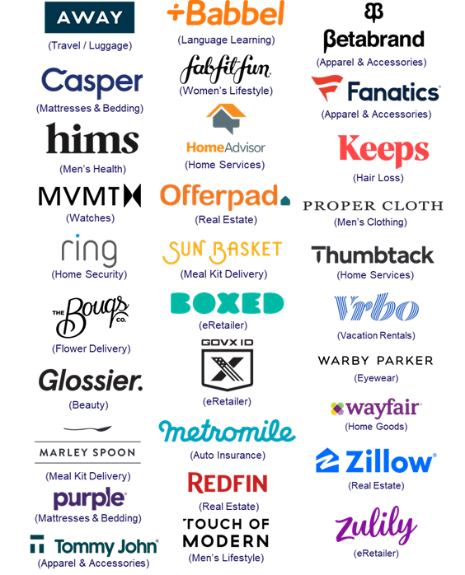 AWAY
(Travel / Luggage)
Casper
(Mattresses & Bedding)
hims
(Men's Health)
MVMT
(Watches)
ring
(Home Security)
THE Bouqs CO.
(Flower Delivery)
Glossier.
(Beauty)
MARLEY SPOON
(Meal Kit Delivery)
purple
(Mattresses & Bedding)
Tommy John
(Apparel & Accessories)
+Babbel
(Language Learning)
fabfitfun
(Women's Lifestyle)
HomeAdvisor
(Home Services)
Offerpad.
(Real Estate)
SUN BASKET
(Meal Kit Delivery)
BOXED
(eRetailer)
GOVX ID
X
(eRetailer)
metromile
(Auto Insurance)
REDFIN
(Real Estate)
TOUCH OF
MODERN
(Men's Lifestyle)
βetabrand
(Apparel & Accessories)
Fanatics
(Apparel & Accessories)
Keeps
(Hair Loss)
PROPER CLOTH
(Men's Clothing)
Thumbtack
(Home Services)
Vrbo
(Vacation Rentals)
WARBY PARKER
(Eyewear)
wayfair
(Home Goods)
Zillow
(Real Estate)
zulily
(eRetailer)